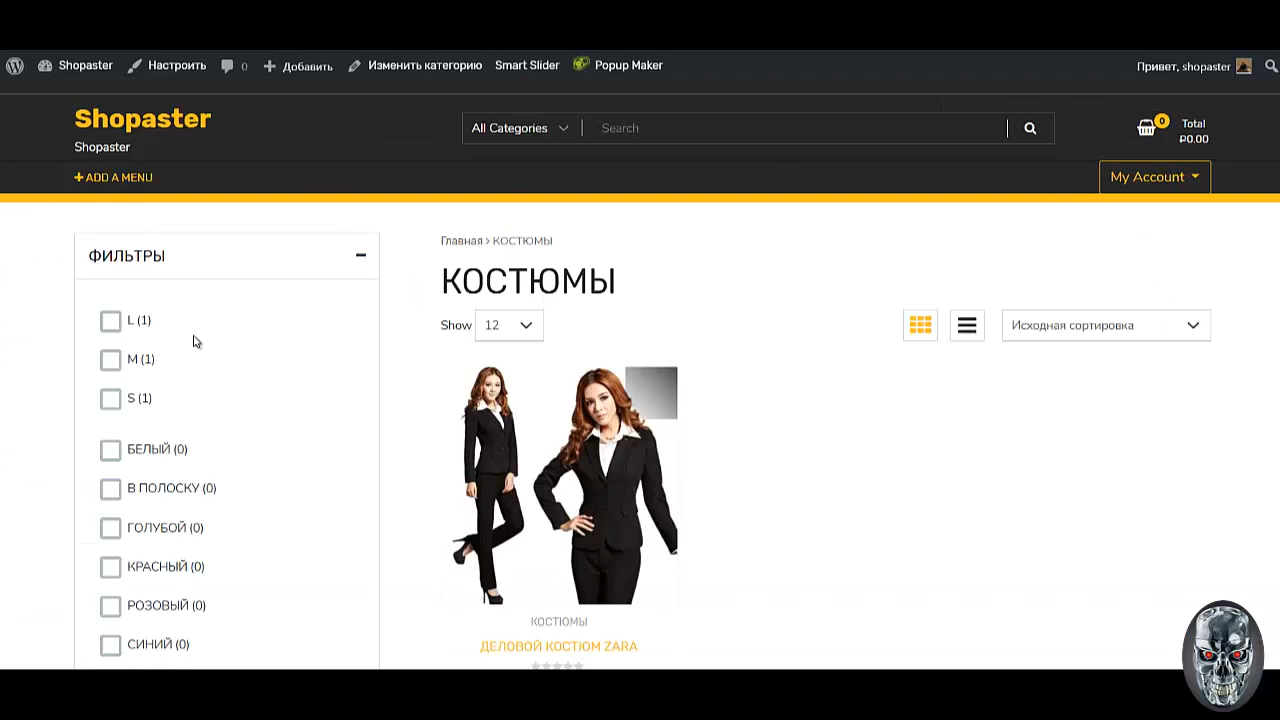 Shopaster Настроить 0 Добавить Изменить категорию Smart Slider Popup Maker Привет, shopaster
Shopaster
Shopaster
All Categories Search
0 Total
₽0.00
ADD A MENU
My Account
ФИЛЬТРЫ
L (1)
M (1)
S (1)
БЕЛЫЙ (0)
В ПОЛОСКУ (0)
ГОЛУБОЙ (0)
КРАСНЫЙ (0)
РОЗОВЫЙ (0)
СИНИЙ (0)
Главная > КОСТЮМЫ
КОСТЮМЫ
Show 12 Исходная сортировка
КОСТЮМЫ
ДЕЛОВОЙ КОСТЮМ ZARA